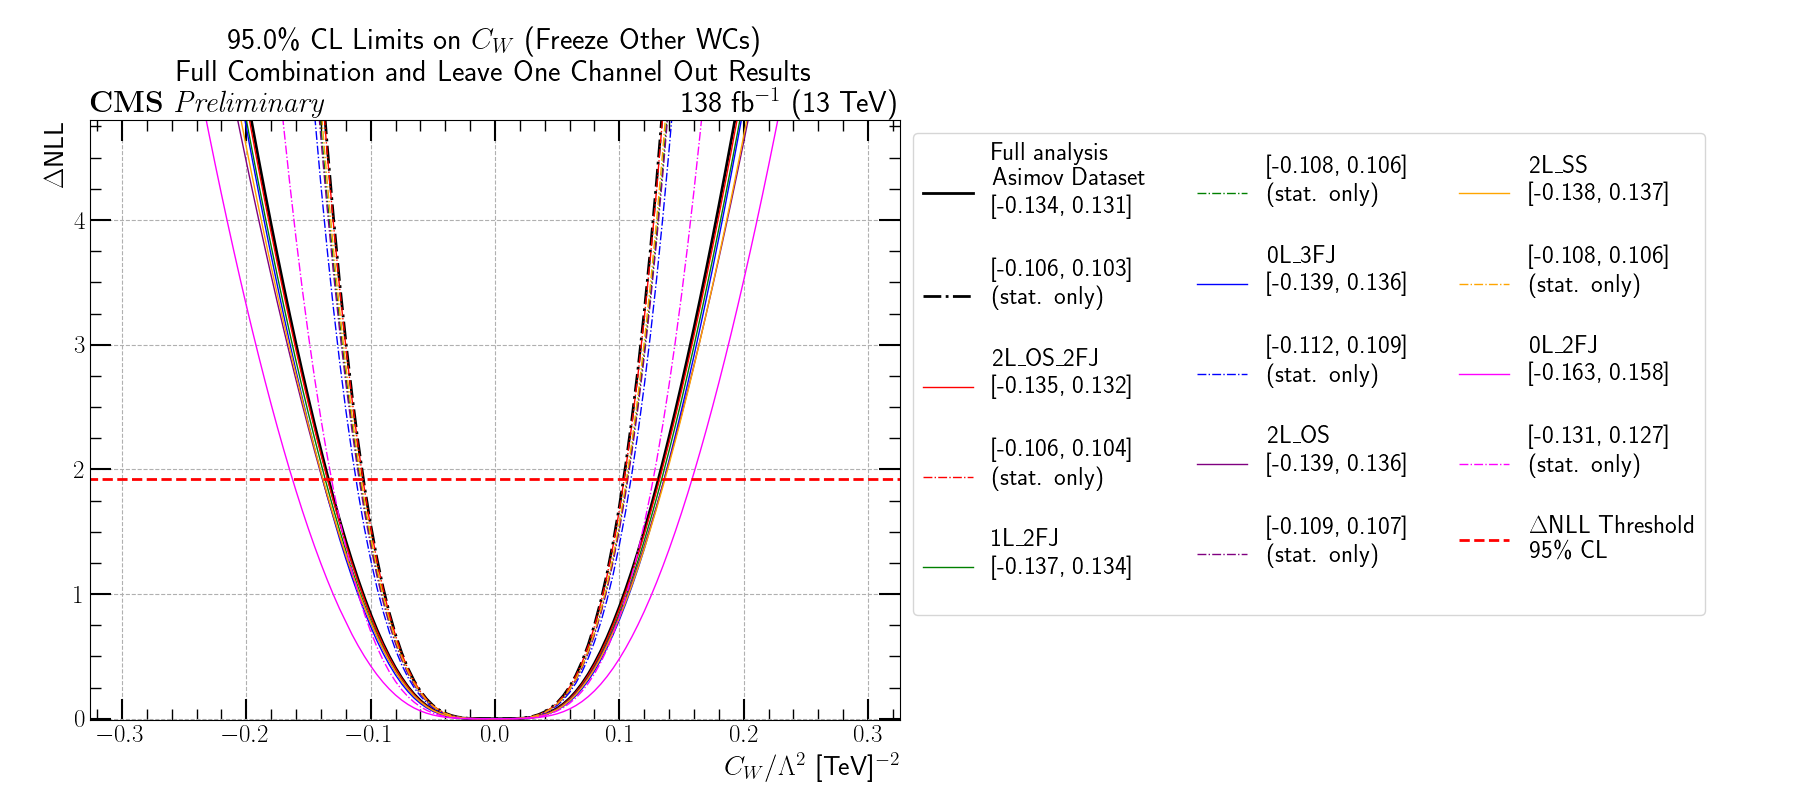 95.0% CL Limits on C_W (Freeze Other WCs)
Full Combination and Leave One Channel Out Results
CMS Preliminary
138 fb⁻¹ (13 TeV)
ΔNLL
4
3
2
1
0
−0.3
−0.2
−0.1
0.0
0.1
0.2
0.3
C_W/Λ² [TeV]⁻²
Full analysis
Asimov Dataset
[-0.134, 0.131]
[-0.106, 0.103]
(stat. only)
2L_OS_2FJ
[-0.135, 0.132]
[-0.106, 0.104]
(stat. only)
1L_2FJ
[-0.137, 0.134]
[-0.108, 0.106]
(stat. only)
0L_3FJ
[-0.139, 0.136]
[-0.112, 0.109]
(stat. only)
2L_OS
[-0.139, 0.136]
[-0.109, 0.107]
(stat. only)
2L_SS
[-0.138, 0.137]
[-0.108, 0.106]
(stat. only)
0L_2FJ
[-0.163, 0.158]
[-0.131, 0.127]
(stat. only)
ΔNLL Threshold
95% CL